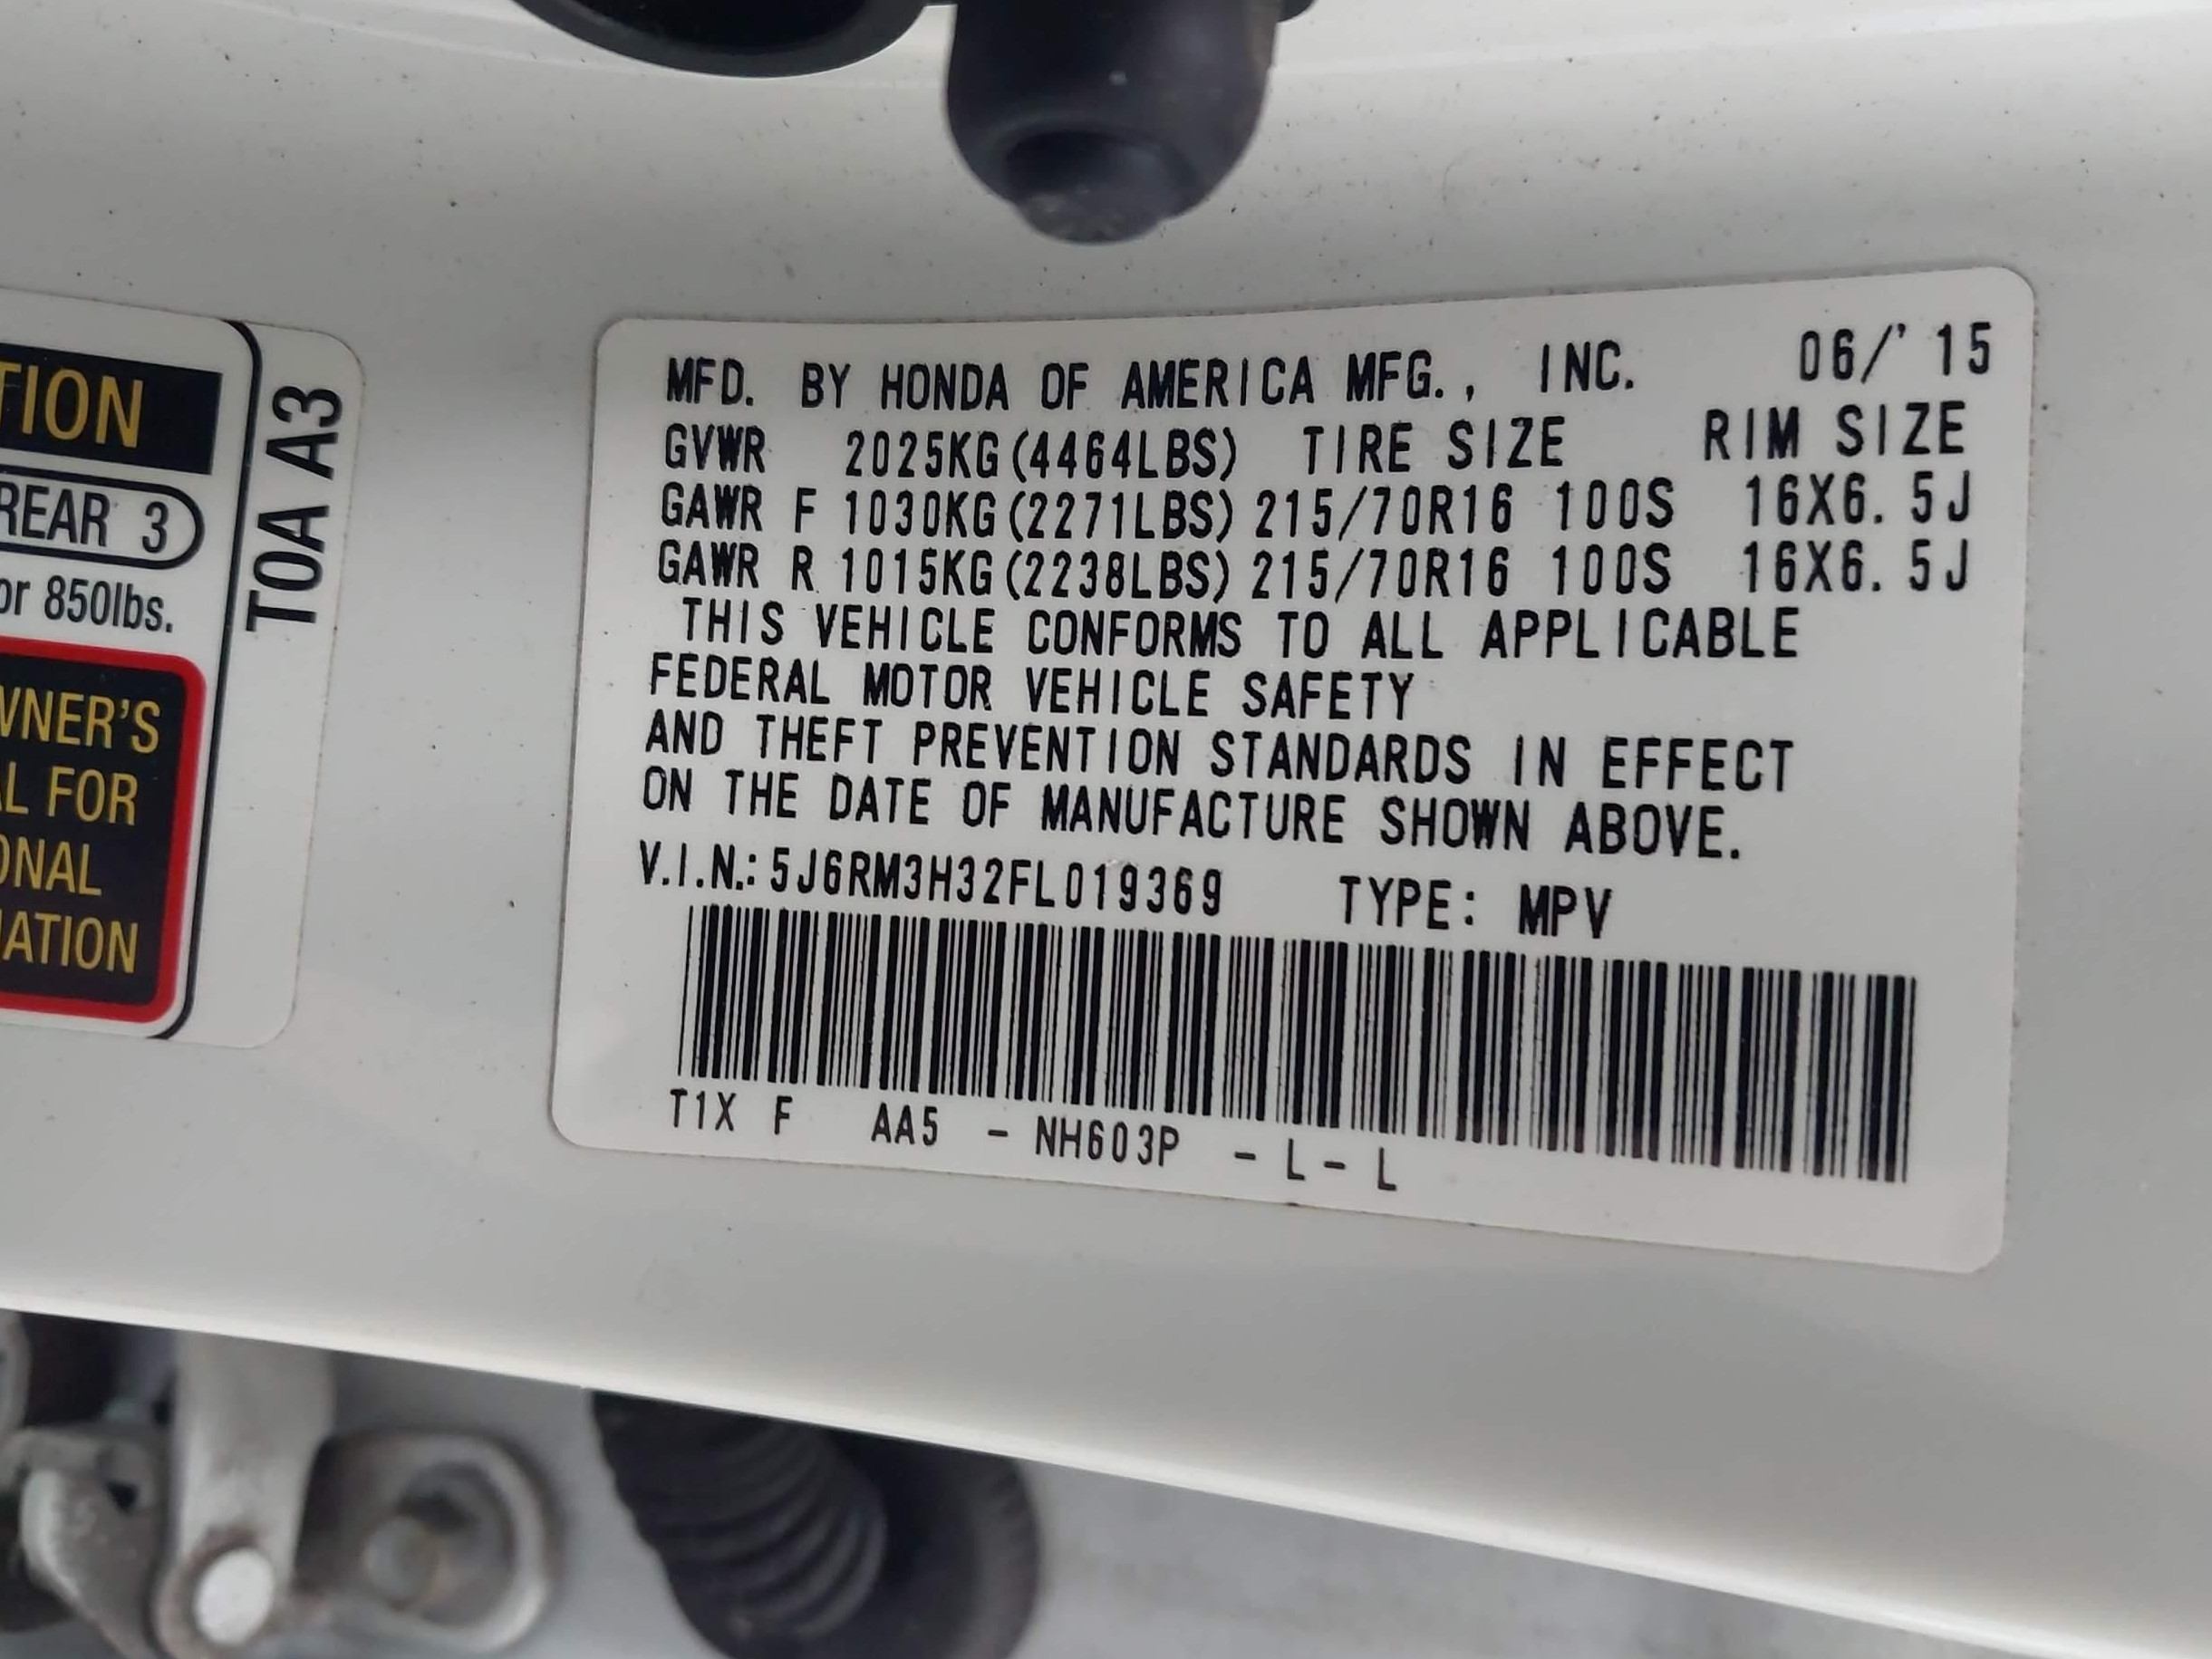 TION
REAR 3
or 850lbs.
WNER'S
AL FOR
ONAL
MATION
T0A A3
MFD. BY HONDA OF AMERICA MFG., INC. 06/'15
GVWR 2025KG(4464LBS) TIRE SIZE RIM SIZE
GAWR F 1030KG(2271LBS) 215/70R16 100S 16X6.5J
GAWR R 1015KG(2238LBS) 215/70R16 100S 16X6.5J
THIS VEHICLE CONFORMS TO ALL APPLICABLE
FEDERAL MOTOR VEHICLE SAFETY
AND THEFT PREVENTION STANDARDS IN EFFECT
ON THE DATE OF MANUFACTURE SHOWN ABOVE.
V.I.N.: 5J6RM3H32FL019369 TYPE: MPV
T1X F AA5 - NH603P - L - L